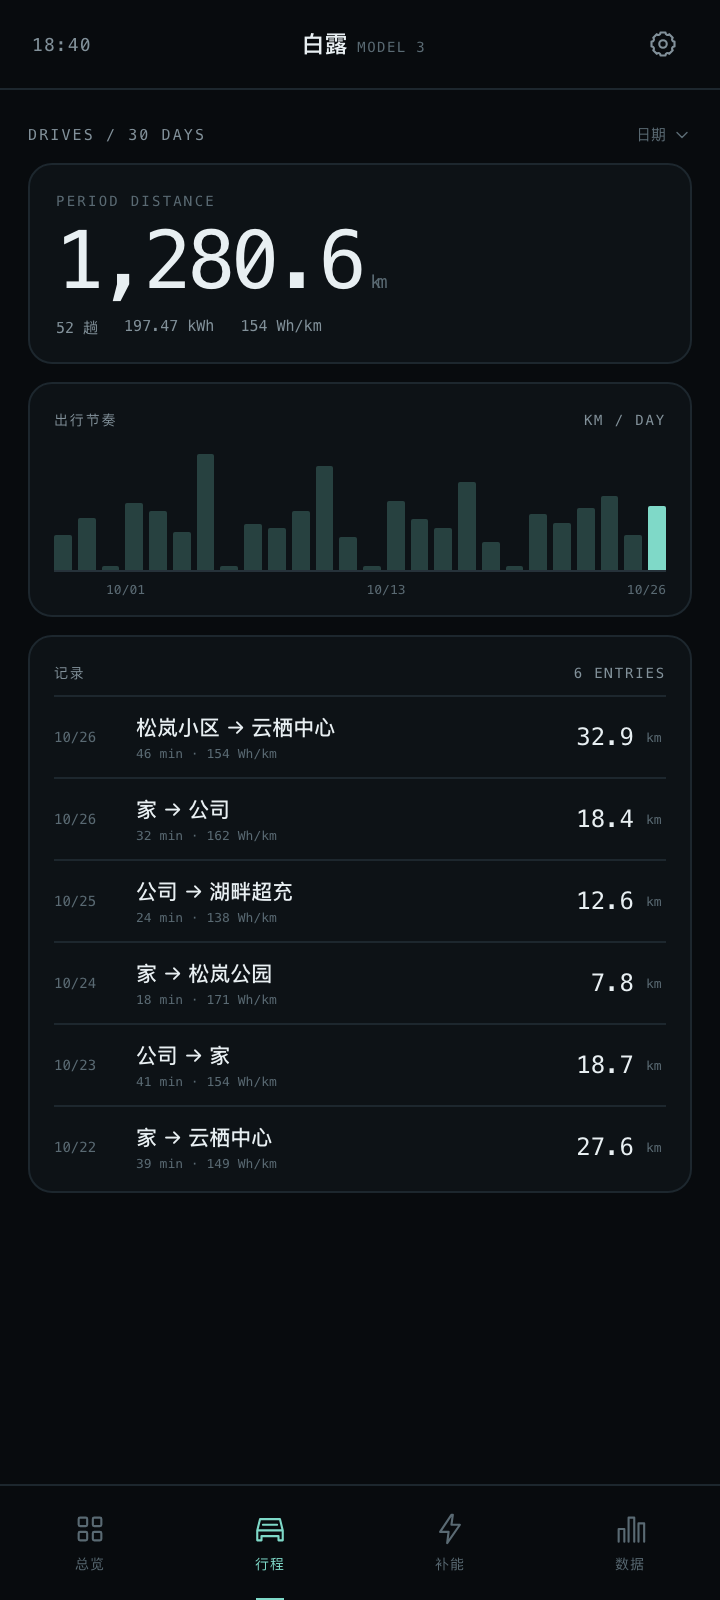 18:40
白露 MODEL 3
DRIVES / 30 DAYS
日期
PERIOD DISTANCE
1,280.6 km
52 趟 197.47 kWh 154 Wh/km
出行节奏
KM / DAY
10/01 10/13 10/26
记录
6 ENTRIES
10/26 松岚小区 → 云栖中心 32.9 km
46 min · 154 Wh/km
10/26 家 → 公司 18.4 km
32 min · 162 Wh/km
10/25 公司 → 湖畔超充 12.6 km
24 min · 138 Wh/km
10/24 家 → 松岚公园 7.8 km
18 min · 171 Wh/km
10/23 公司 → 家 18.7 km
41 min · 154 Wh/km
10/22 家 → 云栖中心 27.6 km
39 min · 149 Wh/km
总览 行程 补能 数据